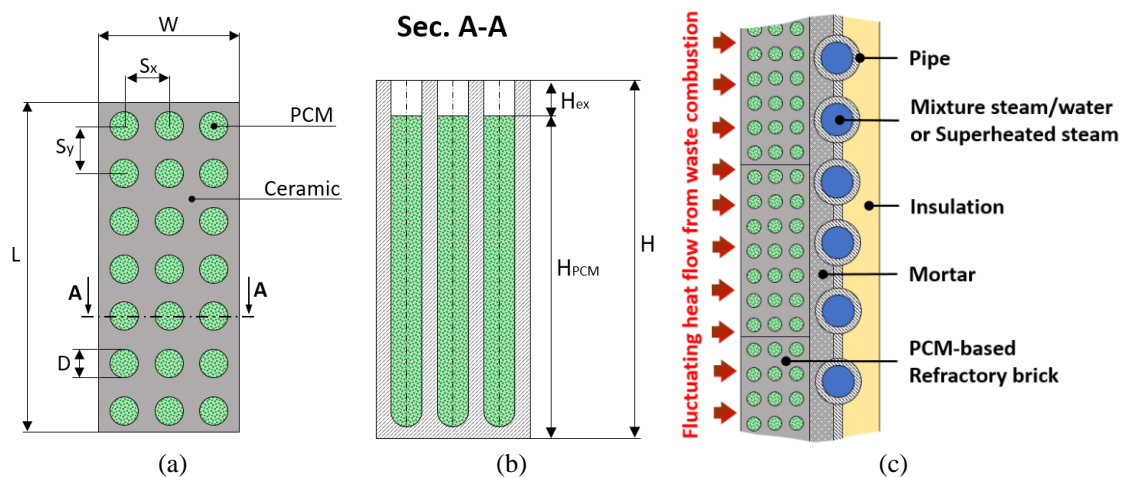 W
Sx
Sy
PCM
Ceramic
L
A
A
D
(a)
Sec. A-A
Hex
HPCM
H
(b)
Fluctuating heat flow from waste combustion
Pipe
Mixture steam/water
or Superheated steam
Insulation
Mortar
PCM-based
Refractory brick
(c)